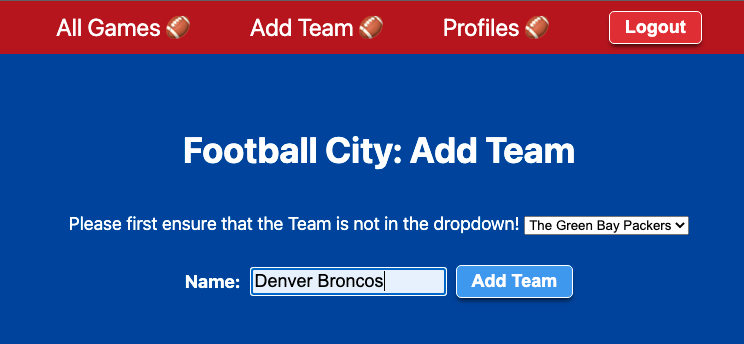 All Games 🏈 Add Team 🏈 Profiles 🏈 Logout
Football City: Add Team
Please first ensure that the Team is not in the dropdown! The Green Bay Packers
Name: Denver Broncos Add Team